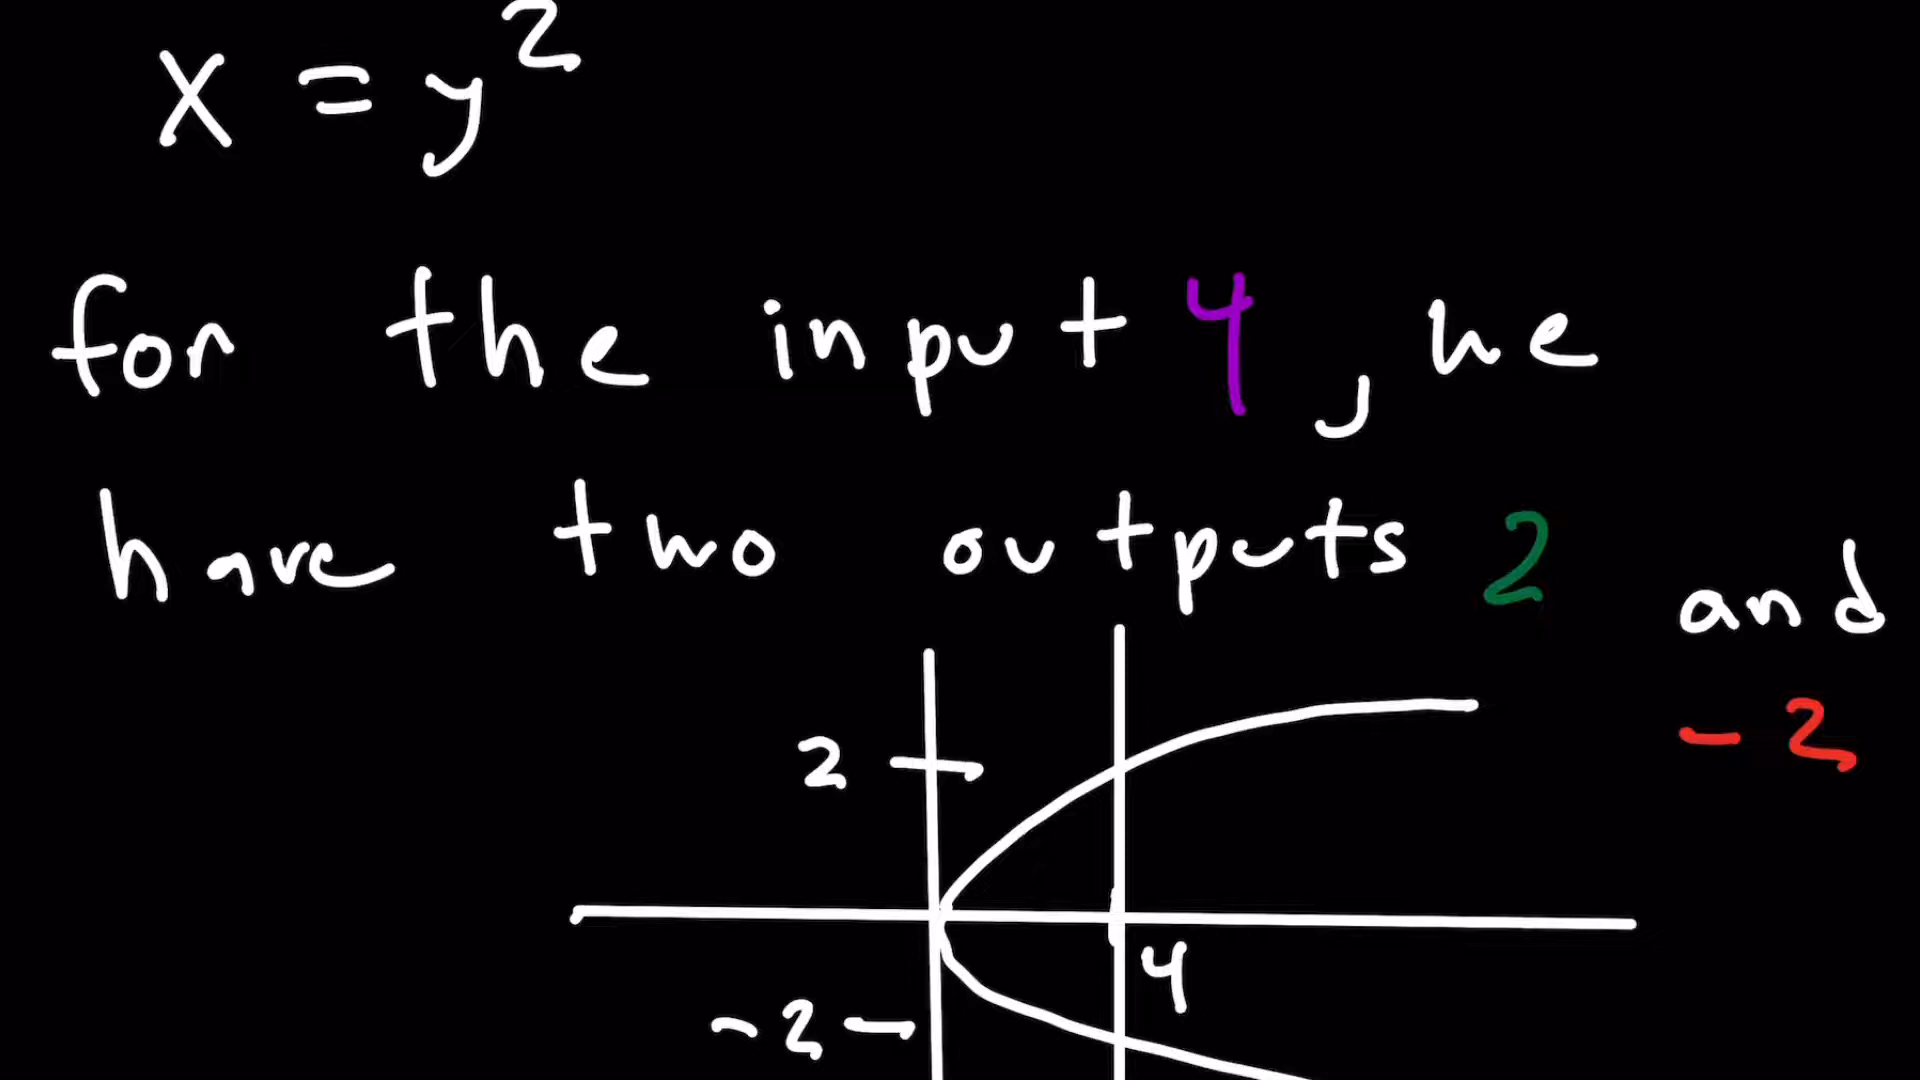 x = y²
for the input 4, we
have two outputs 2 and
-2
2
4
-2